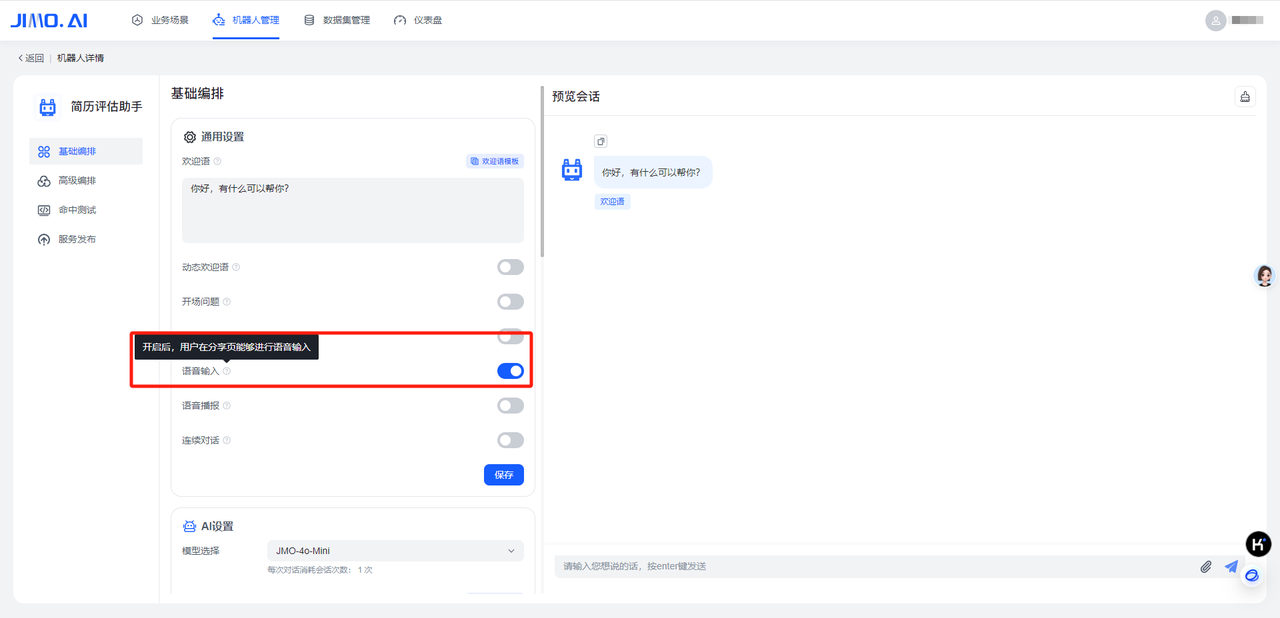 JIMO.AI
业务场景
机器人管理
数据集管理
仪表盘
返回
机器人详情
简历评估助手
基础编排
高级编排
命中测试
服务发布
基础编排
通用设置
欢迎语
欢迎语模板
你好，有什么可以帮你?
动态欢迎语
开场问题
开启后，用户在分享页能够进行语音输入
语音输入
语音播报
连续对话
保存
AI设置
模型选择
JMO-4o-Mini
每次对话消耗会话次数： 1 次
预览会话
你好，有什么可以帮你?
欢迎语
请输入您想说的话，按enter键发送